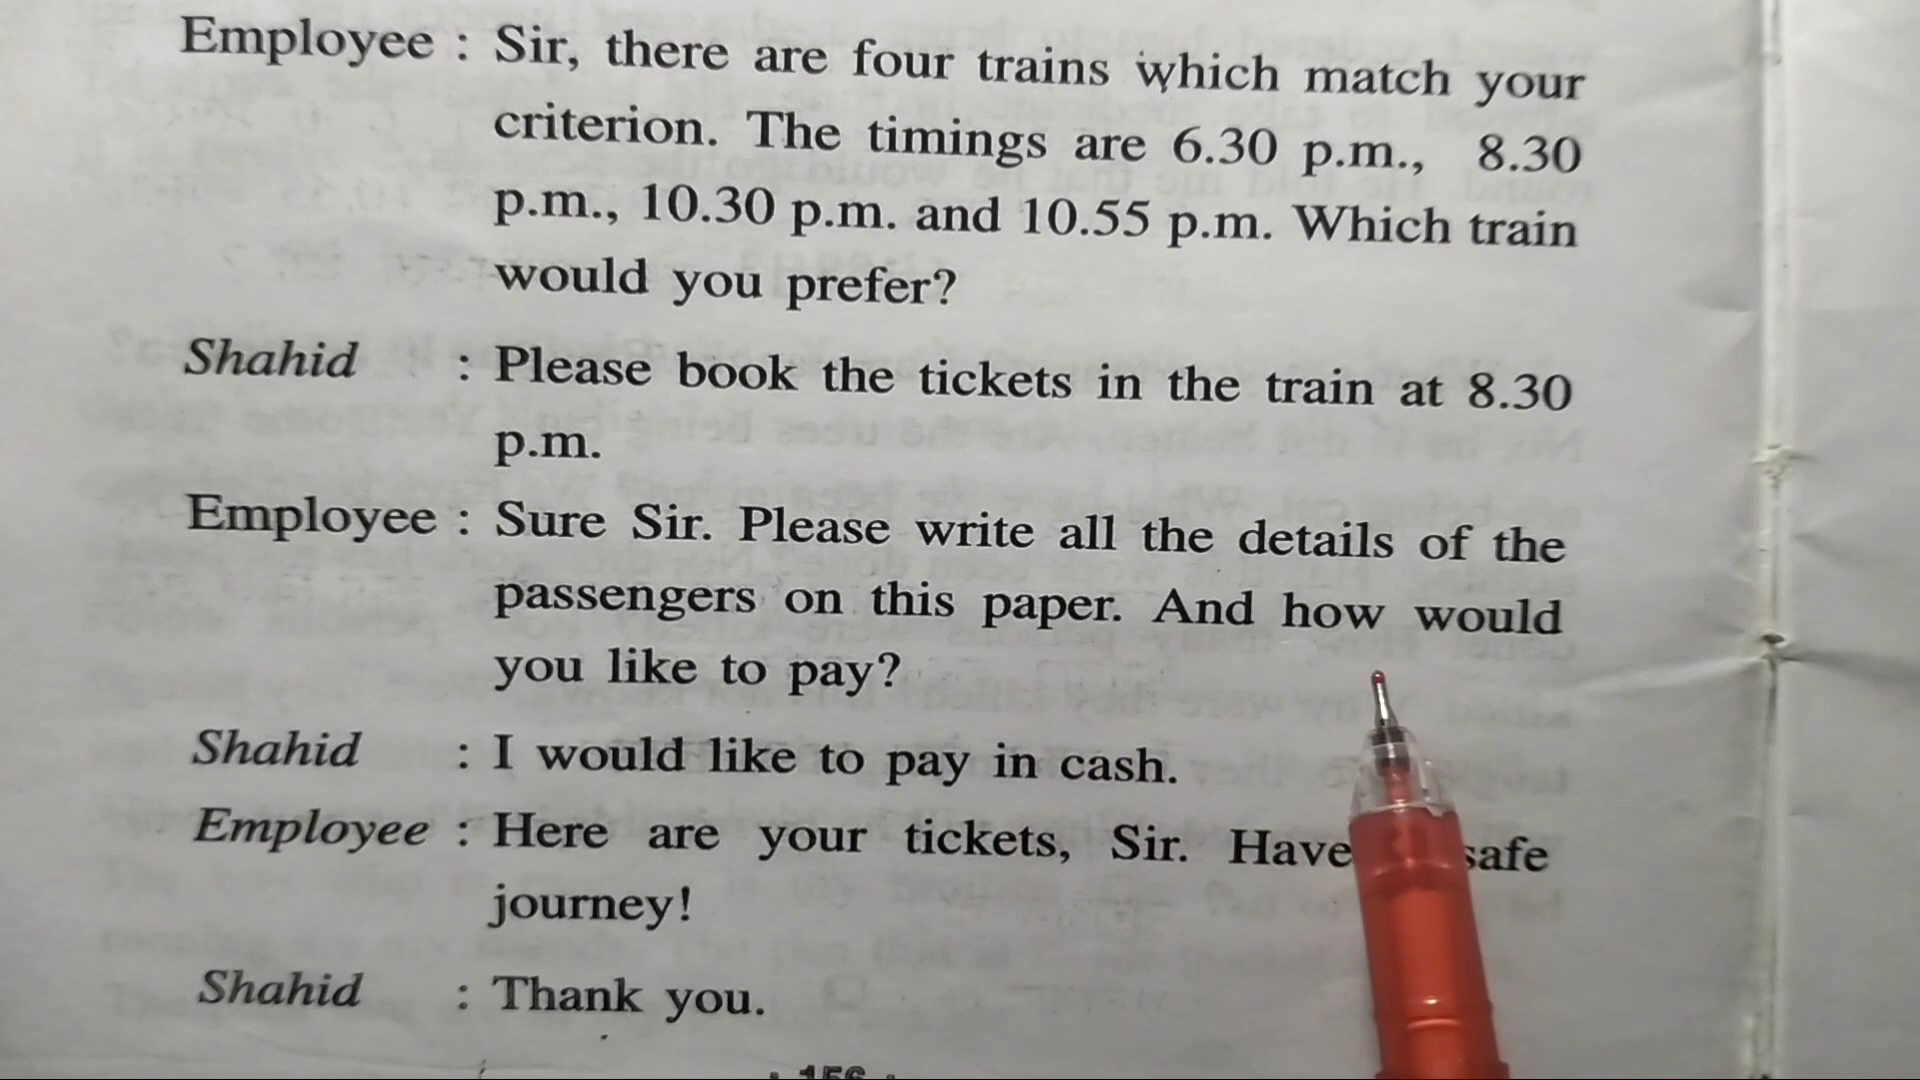 Employee : Sir, there are four trains which match your
criterion. The timings are 6.30 p.m., 8.30
p.m., 10.30 p.m. and 10.55 p.m. Which train
would you prefer?
Shahid : Please book the tickets in the train at 8.30
p.m.
Employee : Sure Sir. Please write all the details of the
passengers on this paper. And how would
you like to pay?
Shahid : I would like to pay in cash.
Employee : Here are your tickets, Sir. Have safe
journey!
Shahid : Thank you.